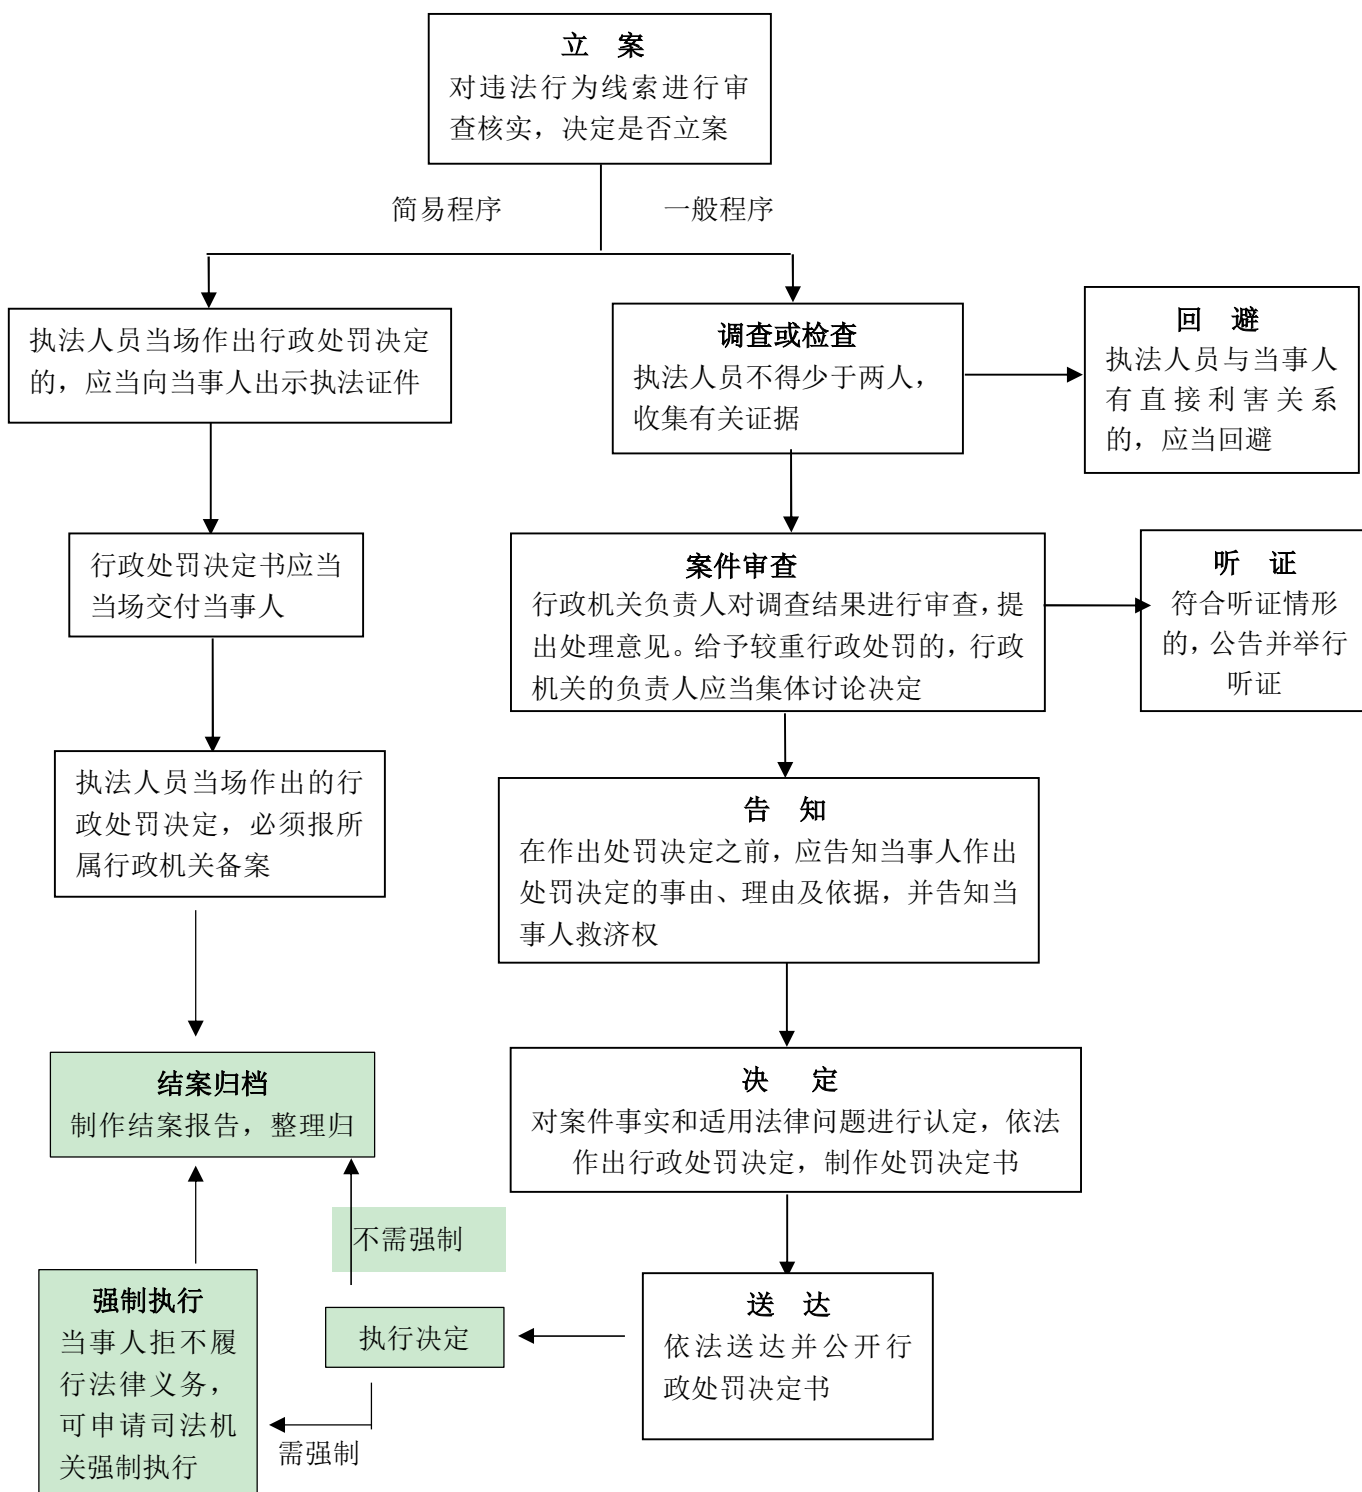 立 案
对违法行为线索进行审
查核实，决定是否立案
简易程序
一般程序
执法人员当场作出行政处罚决定
的，应当向当事人出示执法证件
调查或检查
执法人员不得少于两人，
收集有关证据
回 避
执法人员与当事人
有直接利害关系
的，应当回避
行政处罚决定书应当
当场交付当事人
案件审查
行政机关负责人对调查结果进行审查，提
出处理意见。给予较重行政处罚的，行政
机关的负责人应当集体讨论决定
听 证
符合听证情形
的，公告并举行
听证
执法人员当场作出的行
政处罚决定，必须报所
属行政机关备案
告 知
在作出处罚决定之前，应告知当事人作出
处罚决定的事由、理由及依据，并告知当
事人救济权
结案归档
制作结案报告，整理归
决 定
对案件事实和适用法律问题进行认定，依法
作出行政处罚决定，制作处罚决定书
不需强制
强制执行
当事人拒不履
行法律义务，
可申请司法机
关强制执行
执行决定
需强制
送 达
依法送达并公开行
政处罚决定书